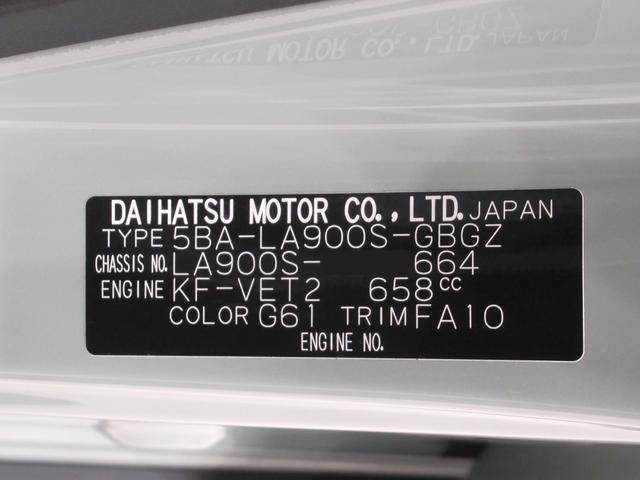 DAIHATSU MOTOR CO., LTD. JAPAN
TYPE 5BA-LA900S-GBGZ
CHASSIS NO. LA900S- 664
ENGINE KF-VET2 658cc
COLOR G61 TRIM FA10
ENGINE NO.